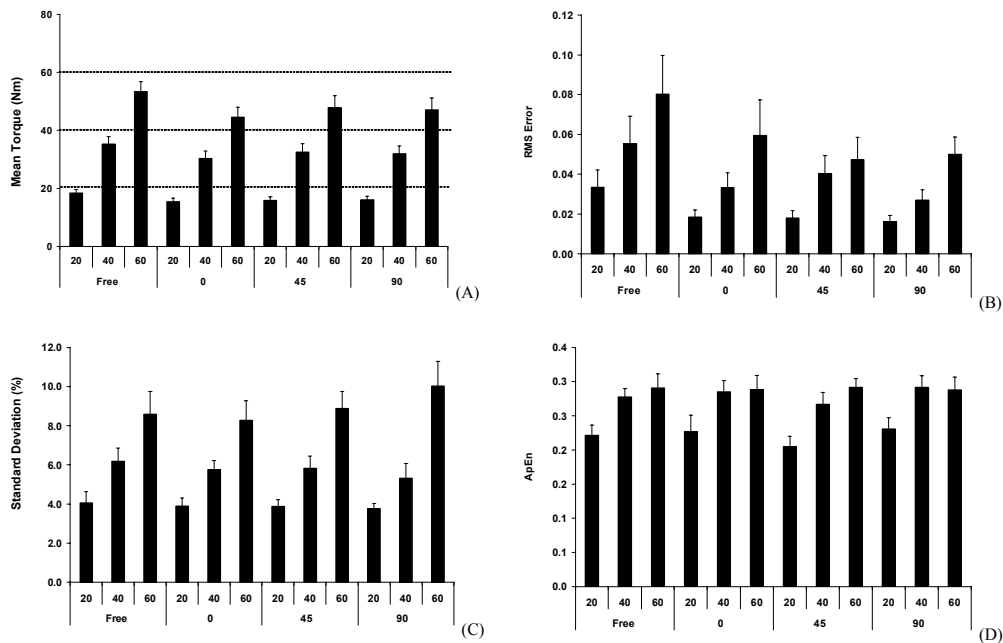 80
60
40
20
0
Mean Torque (Nm)
20 40 60 20 40 60 20 40 60 20 40 60
Free 0 45 90
(A)
0.12
0.10
0.08
0.06
0.04
0.02
0.00
RMS Error
20 40 60 20 40 60 20 40 60 20 40 60
Free 0 45 90
(B)
12.0
10.0
8.0
6.0
4.0
2.0
0.0
Standard Deviation (%)
20 40 60 20 40 60 20 40 60 20 40 60
Free 0 45 90
(C)
0.4
0.3
0.3
0.2
0.2
0.1
0.1
0.0
ApEn
20 40 60 20 40 60 20 40 60 20 40 60
Free 0 45 90
(D)